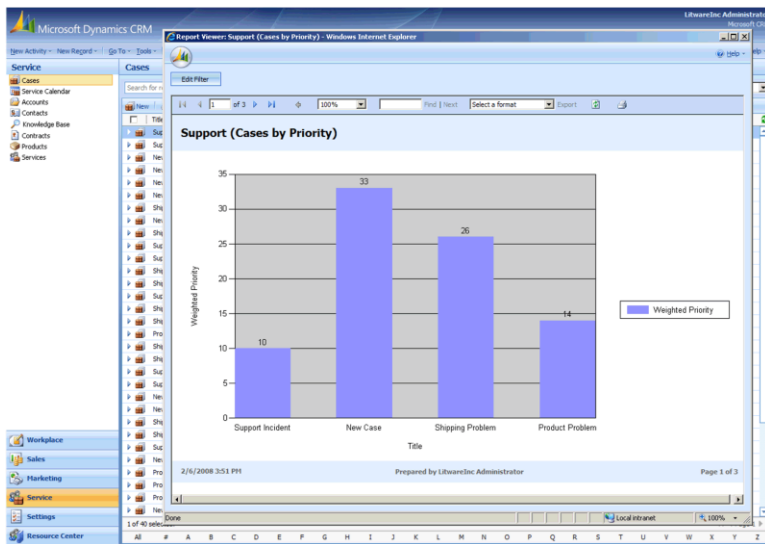 LitwareInc Administrator
Microsoft Dynamics CRM
Report Viewer: Support (Cases by Priority) - Windows Internet Explorer
New Activity New Record Go To Tools
Help
Service
Cases
Service Calendar
Accounts
Contacts
Knowledge Base
Contracts
Products
Services
Cases
New
Edit Filter
1 of 3 100% Find | Next Select a format Export
Support (Cases by Priority)
35
30
25
20
15
10
5
0
Weighted Priority
10
33
26
14
Support Incident New Case Shipping Problem Product Problem
Title
Weighted Priority
2/6/2008 3:51 PM Prepared by LitwareInc Administrator Page 1 of 3
Workplace
Sales
Marketing
Service
Settings
Resource Center
Done Local intranet 100%
All # A B C D E F G H I J K L M N O P Q R S T U V W X Y Z